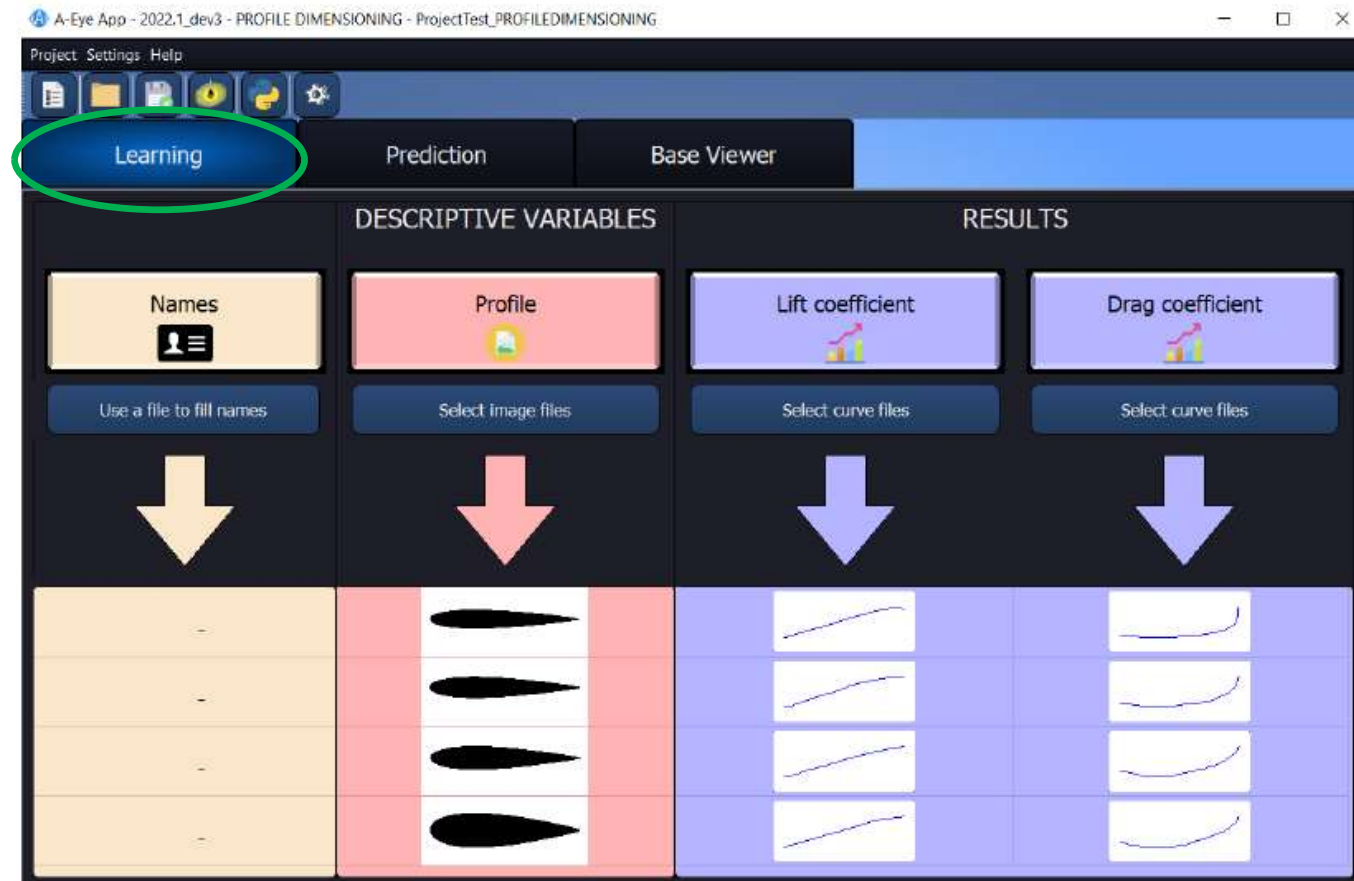 A-Eye App - 2022.1_dev3 - PROFILE DIMENSIONING - ProjectTest_PROFILEDIMENSIONING
Project Settings Help
Learning Prediction Base Viewer
DESCRIPTIVE VARIABLES RESULTS
Names Profile Lift coefficient Drag coefficient
Use a file to fill names Select image files Select curve files Select curve files
-
-
-
-